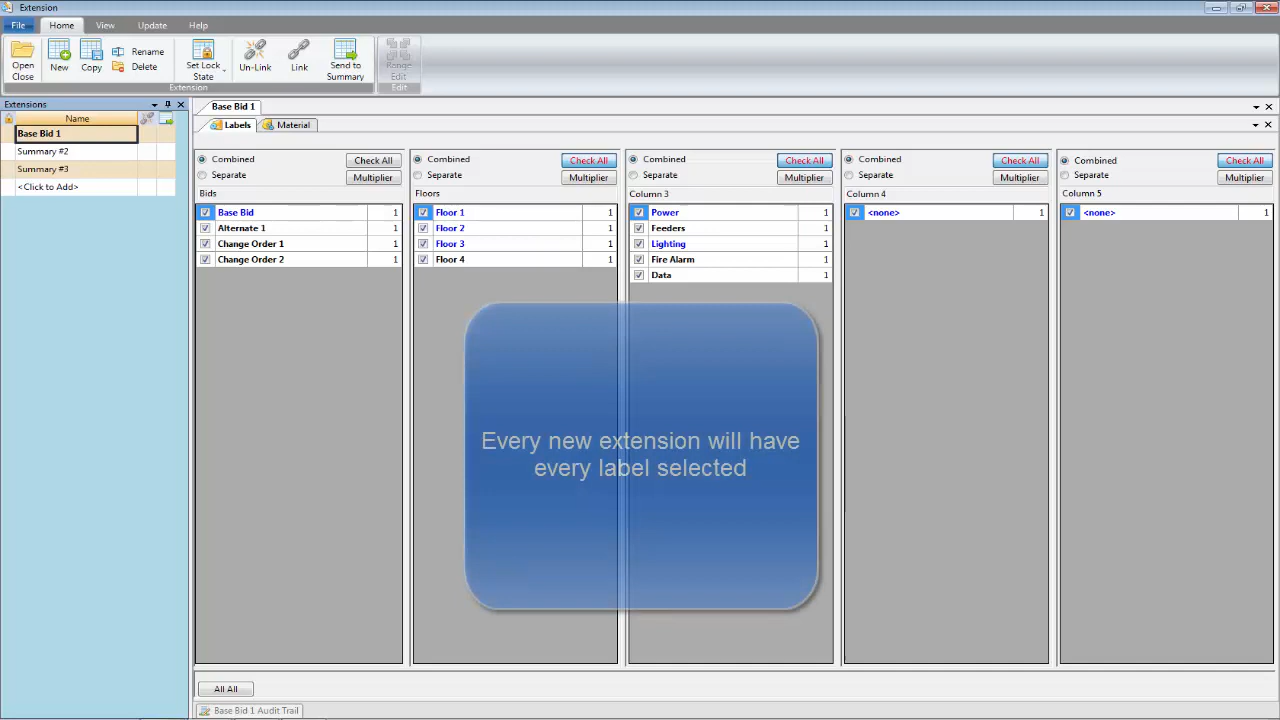 Extension
File Home View Update Help
Open Close
New
Copy
Rename
Delete
Set Lock State
Un-Link
Link
Send to Summary
Range Edit
Extension
Edit
Extensions
Name
Base Bid 1
Summary #2
Summary #3
<Click to Add>
Base Bid 1
Labels Material
Combined Check All
Separate Multiplier
Bids
Base Bid 1
Alternate 1 1
Change Order 1 1
Change Order 2 1
Combined Check All
Separate Multiplier
Floors
Floor 1 1
Floor 2 1
Floor 3 1
Floor 4 1
Combined Check All
Separate Multiplier
Column 3
Power 1
Feeders 1
Lighting 1
Fire Alarm 1
Data 1
Combined Check All
Separate Multiplier
Column 4
<none> 1
Combined Check All
Separate Multiplier
Column 5
<none> 1
Every new extension will have
every label selected
All All
Base Bid 1 Audit Trail